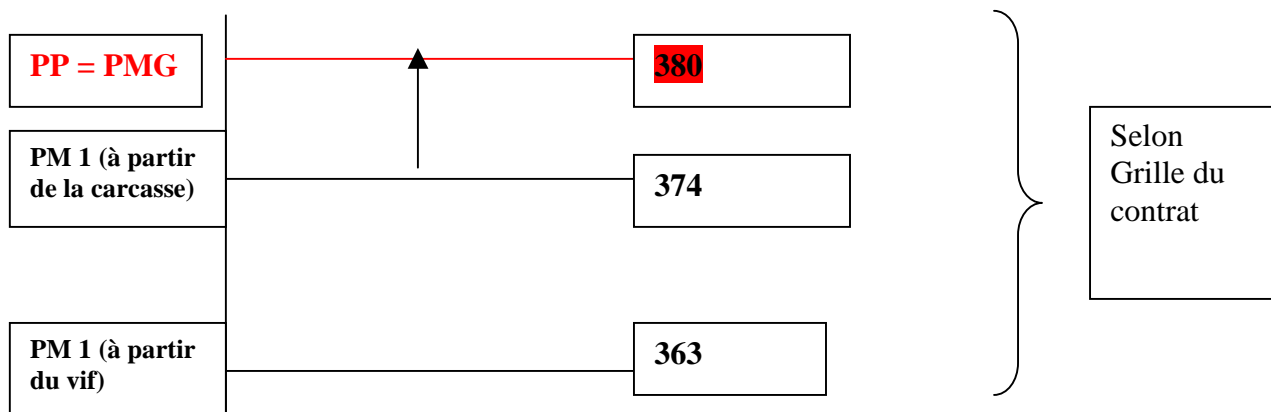 PP = PMG
380
PM 1 (à partir
de la carcasse)
374
PM 1 (à partir
du vif)
363
Selon
Grille du
contrat